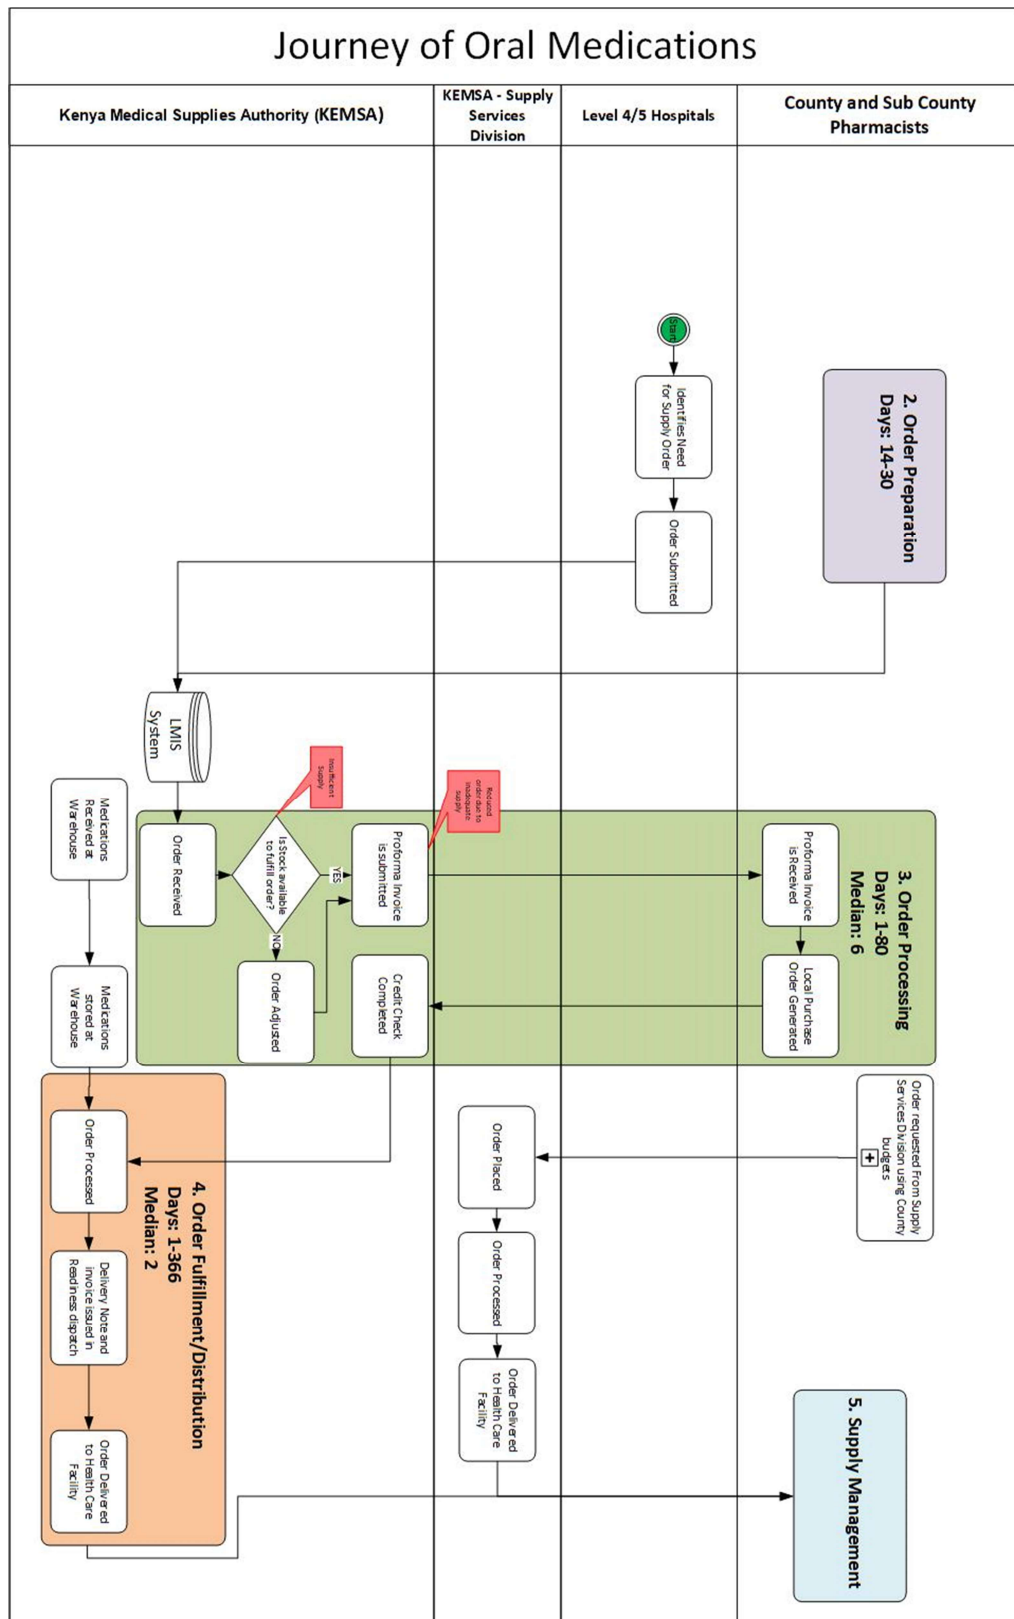 Journey of Oral Medications
Kenya Medical Supplies Authority (KEMSA)
KEMSA - Supply
Services
Division
Level 4/5 Hospitals
County and Sub County
Pharmacists
Start
Identifies Need
for Supply Order
Order Submitted
2. Order Preparation
Days: 14-30
LMIS
System
Medications
Received at
Warehouse
Medications
stored at
Warehouse
Order Received
Is Stock available
to fulfill order?
Insufficient
Supply
YES
NO
Order Adjusted
Proforma Invoice
is submitted
Reduced
order due to
inadequate
supply
Credit Check
Completed
Proforma Invoice
is Received
Local Purchase
Order Generated
3. Order Processing
Days: 1-80
Median: 6
Order requested From Supply
Services Division using County
budgets
+
Order Placed
Order Processed
Order Delivered
to Health Care
Facility
4. Order Fulfillment/Distribution
Days: 1-366
Median: 2
Order Processed
Delivery Note and
invoice issued in
Readiness dispatch
Order Delivered
to Health Care
Facility
5. Supply Management